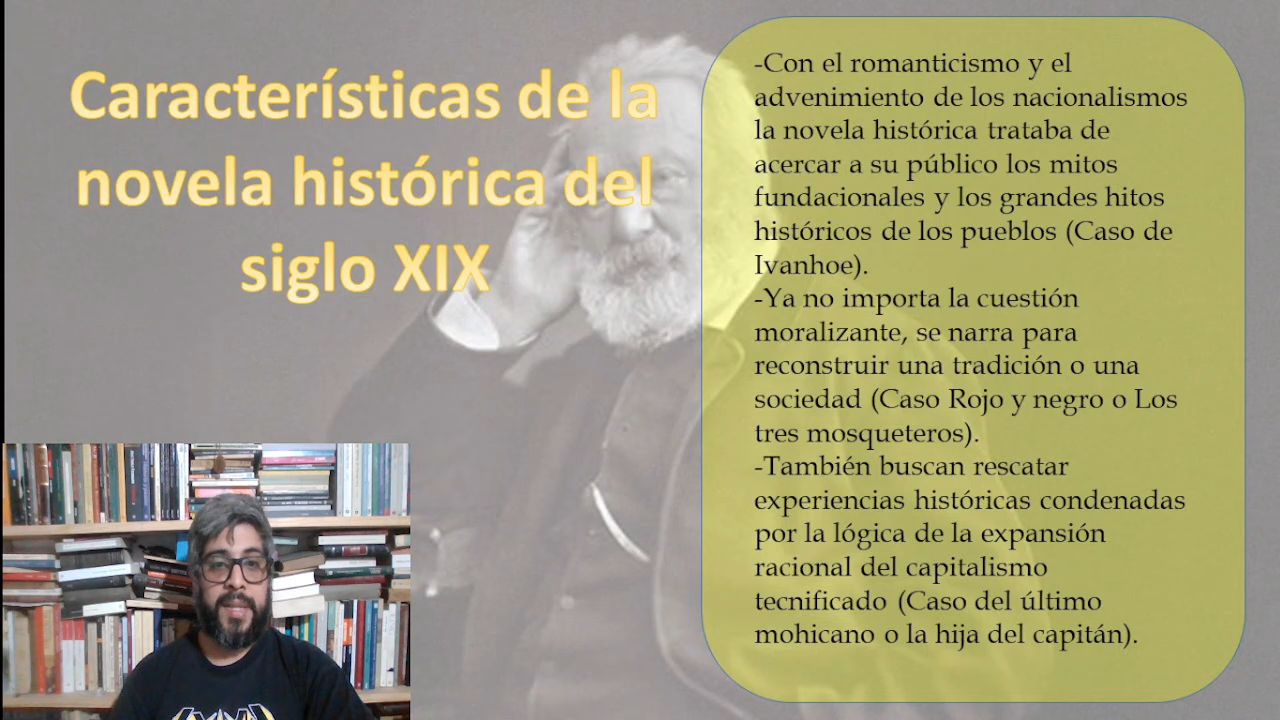 Características de la
novela histórica del
siglo XIX
-Con el romanticismo y el
advenimiento de los nacionalismos
la novela histórica trataba de
acercar a su público los mitos
fundacionales y los grandes hitos
históricos de los pueblos (Caso de
Ivanhoe).
-Ya no importa la cuestión
moralizante, se narra para
reconstruir una tradición o una
sociedad (Caso Rojo y negro o Los
tres mosqueteros).
-También buscan rescatar
experiencias históricas condenadas
por la lógica de la expansión
racional del capitalismo
tecnificado (Caso del último
mohicano o la hija del capitán).